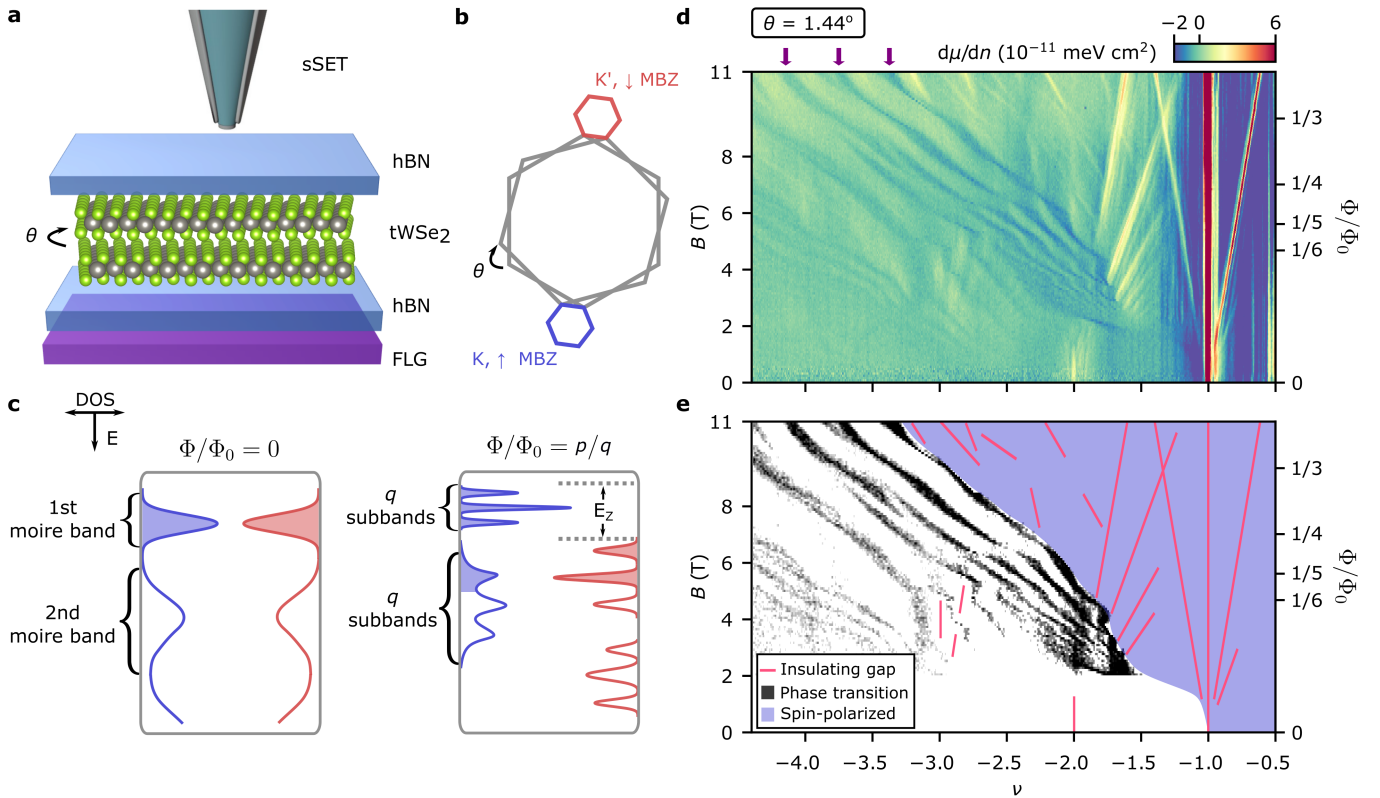 a
sSET
hBN
θ
tWSe2
hBN
FLG
b
K', ↓ MBZ
θ
K, ↑ MBZ
c
DOS
E
Φ/Φ0 = 0
1st
moire band
2nd
moire band
Φ/Φ0 = p/q
q
subbands
EZ
q
subbands
d
θ = 1.44°
dμ/dn (10−11 meV cm2)
−2 0 6
11
8
6
4
2
0
B (T)
1/3
1/4
1/5
1/6
0
Φ/Φ0
e
11
8
6
4
2
0
B (T)
Insulating gap
Phase transition
Spin-polarized
1/3
1/4
1/5
1/6
0
Φ/Φ0
−4.0 −3.5 −3.0 −2.5 −2.0 −1.5 −1.0 −0.5
ν